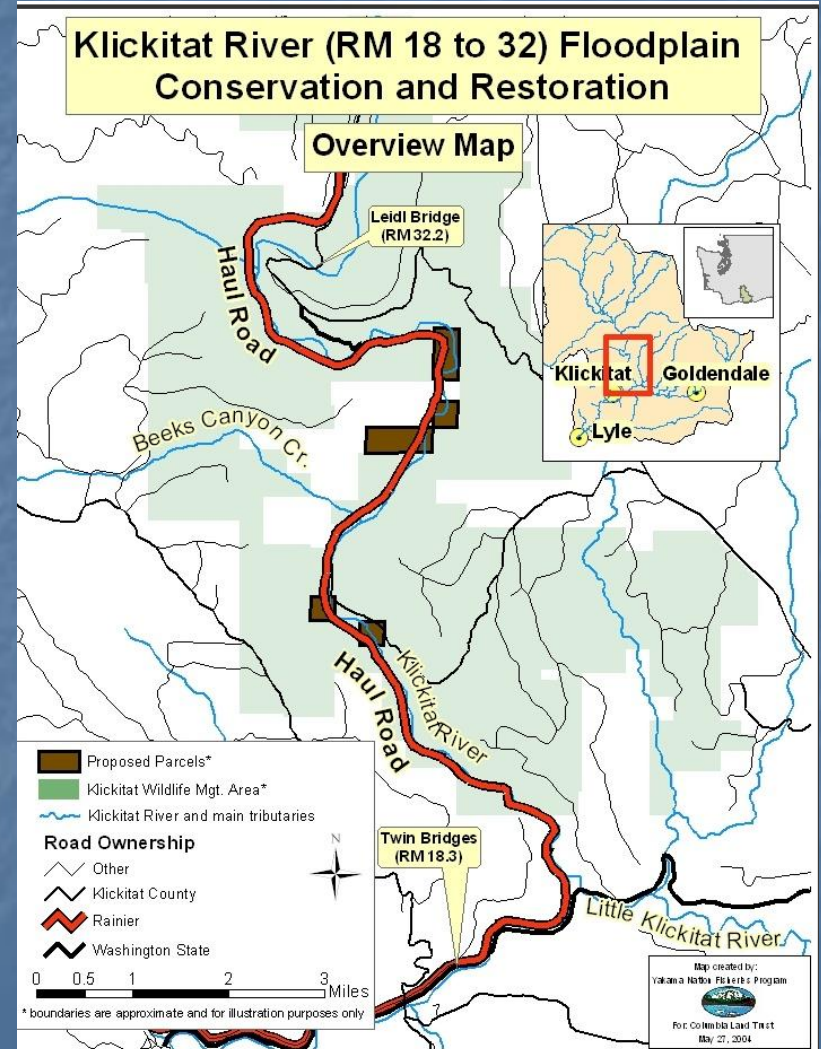 Klickitat River (RM 18 to 32) Floodplain
Conservation and Restoration
Overview Map
Leidl Bridge
(RM 32.2)
Haul Road
Klickitat
Goldendale
Lyle
Beeks Canyon Cr.
Haul Road
Klickitat River
Twin Bridges
(RM 18.3)
Little Klickitat River
Proposed Parcels*
Klickitat Wildlife Mgt. Area*
Klickitat River and main tributaries
Road Ownership
Other
Klickitat County
Rainier
Washington State
N
0 0.5 1 2 3
Miles
* boundaries are approximate and for illustration purposes only
Map created by:
Yakama Nation Fisheries Program
For: Columbia Land Trust
May 27, 2004